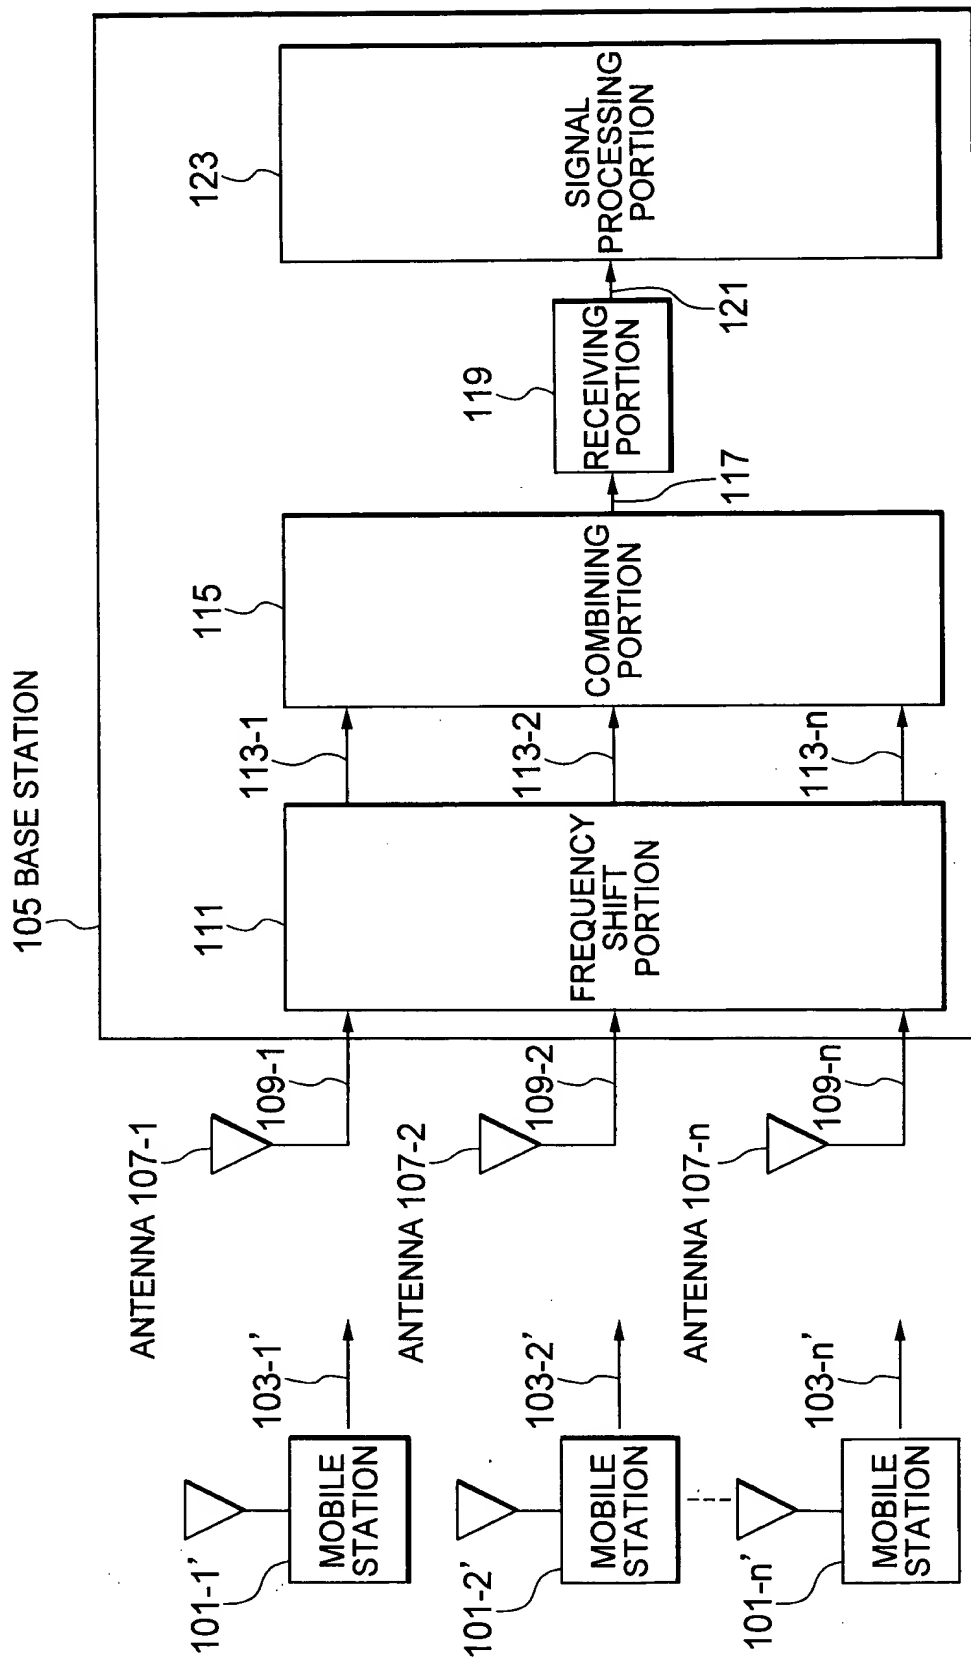 105 BASE STATION
123
SIGNAL
PROCESSING
PORTION
121
119
RECEIVING
PORTION
117
115
COMBINING
PORTION
113-1
113-2
113-n
111
FREQUENCY
SHIFT
PORTION
109-1
109-2
109-n
ANTENNA 107-1
ANTENNA 107-2
ANTENNA 107-n
103-1'
103-2'
103-n'
MOBILE
STATION
MOBILE
STATION
MOBILE
STATION
101-1'
101-2'
101-n'